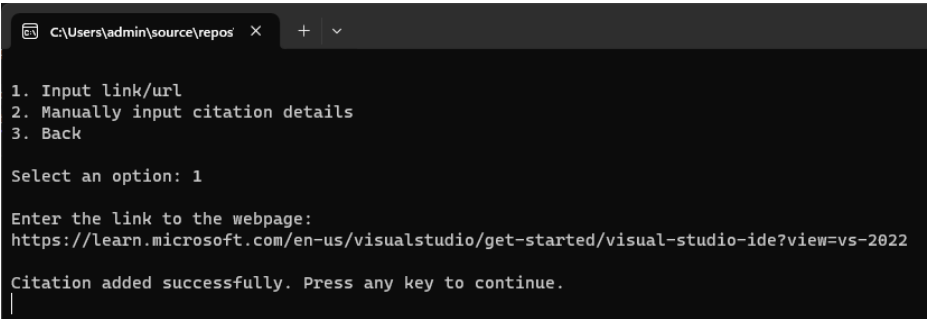 C:\Users\admin\source\repos
1. Input link/url
2. Manually input citation details
3. Back
Select an option: 1
Enter the link to the webpage:
https://learn.microsoft.com/en-us/visualstudio/get-started/visual-studio-ide?view=vs-2022
Citation added successfully. Press any key to continue.